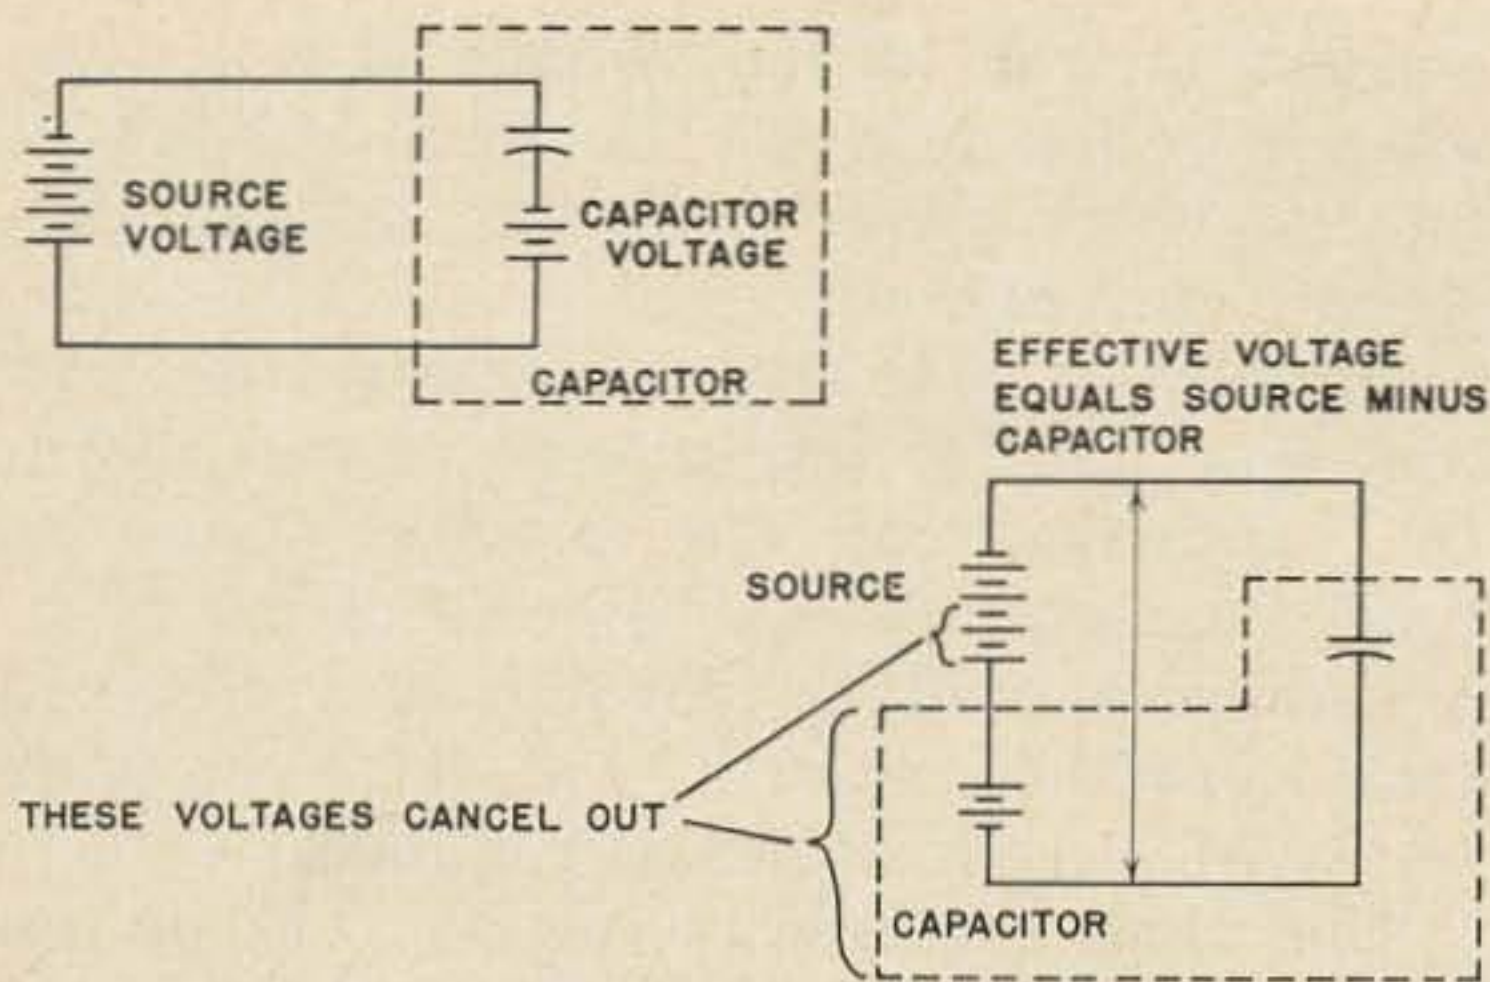 SOURCE
VOLTAGE
CAPACITOR
VOLTAGE
CAPACITOR
EFFECTIVE VOLTAGE
EQUALS SOURCE MINUS
CAPACITOR
SOURCE
THESE VOLTAGES CANCEL OUT
CAPACITOR